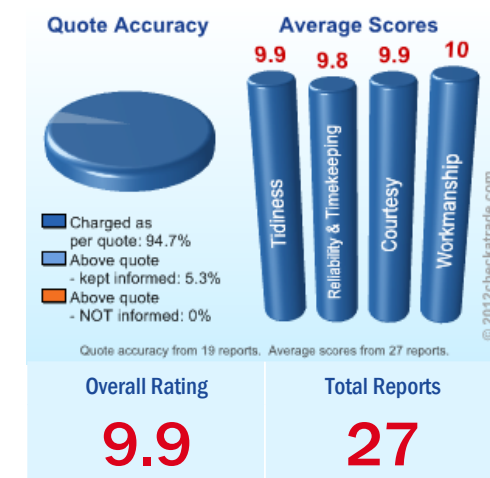 Quote Accuracy
Average Scores
9.9
9.8
9.9
10
Tidiness
Reliability & Timekeeping
Courtesy
Workmanship
Charged as
per quote: 94.7%
Above quote
- kept informed: 5.3%
Above quote
- NOT informed: 0%
© 2012checkatrade.com
Quote accuracy from 19 reports. Average scores from 27 reports.
Overall Rating
Total Reports
9.9
27